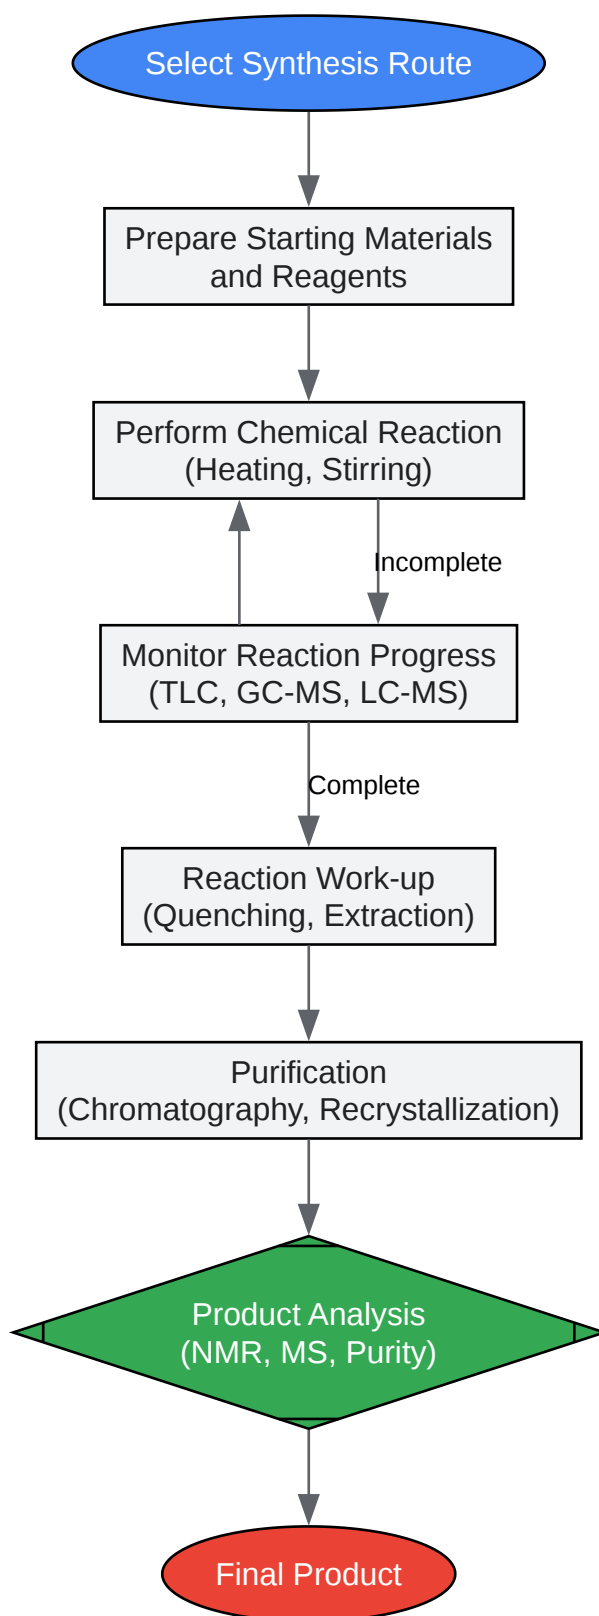 Select Synthesis Route
Prepare Starting Materials
and Reagents
Perform Chemical Reaction
(Heating, Stirring)
Incomplete
Monitor Reaction Progress
(TLC, GC-MS, LC-MS)
Complete
Reaction Work-up
(Quenching, Extraction)
Purification
(Chromatography, Recrystallization)
Product Analysis
(NMR, MS, Purity)
Final Product